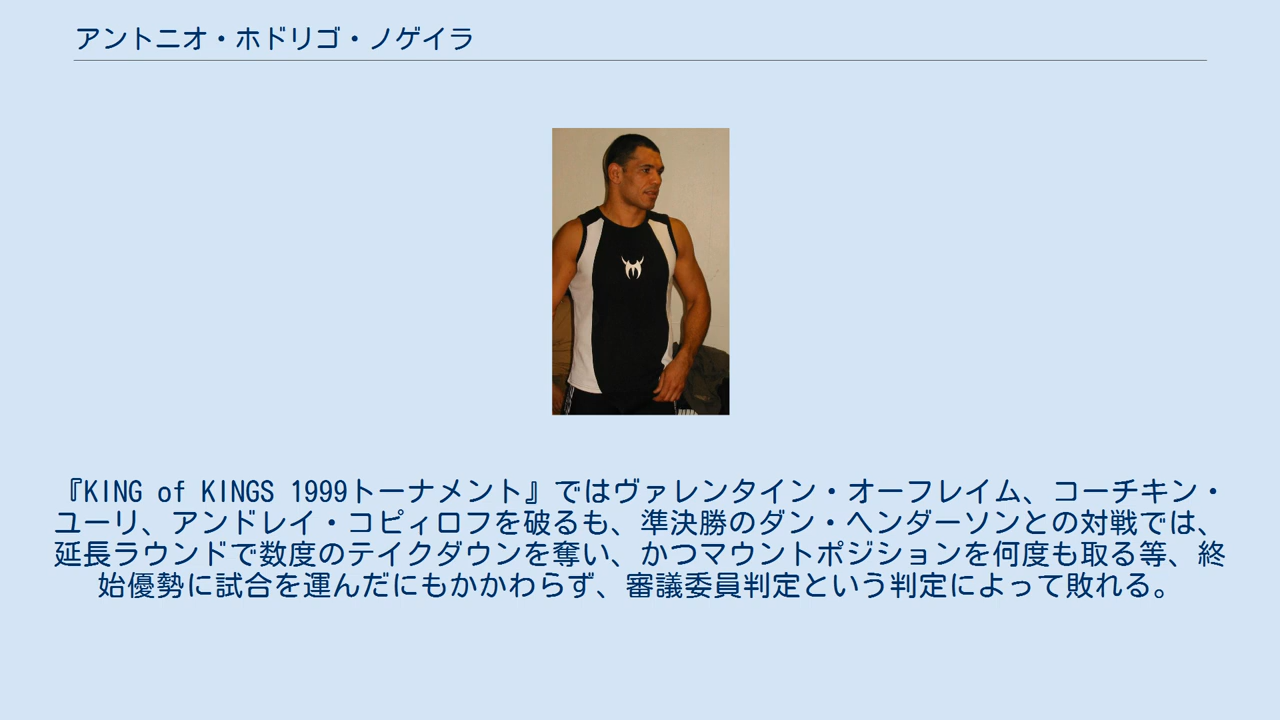 アントニオ・ホドリゴ・ノゲイラ
『KING of KINGS 1999トーナメント』ではヴァレンタイン・オーフレイム、コーチキン・
ユーリ、アンドレイ・コピィロフを破るも、準決勝のダン・ヘンダーソンとの対戦では、
延長ラウンドで数度のテイクダウンを奪い、かつマウントポジションを何度も取る等、終
始優勢に試合を運んだにもかかわらず、審議委員判定という判定によって敗れる。